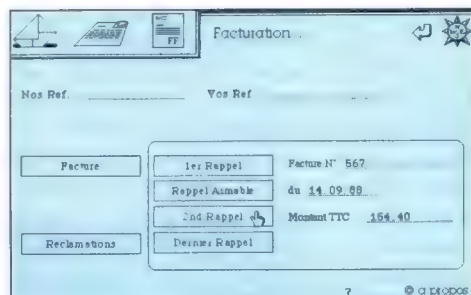 FF
Facturation...
Nos Ref. Vos Ref
Facture
Reclamations
1er Rappel
Rappel Aimable
2nd Rappel
Dernier Rappel
Facture N° 567
du 14.09.88
Montant TTC 164.40
? © a propos